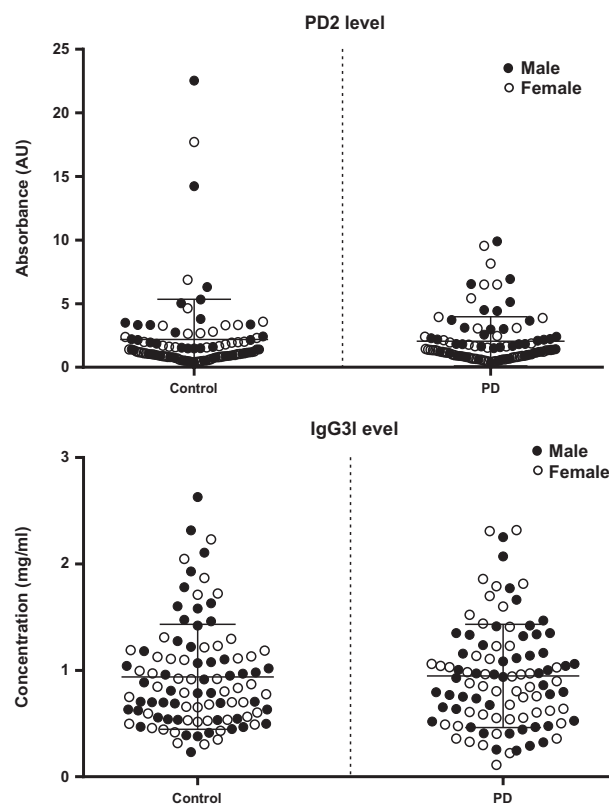 PD2 level
25
20
15
10
5
0
Absorbance (AU)
Male
Female
Control
PD
IgG3l evel
3
2
1
0
Concentration (mg/ml)
Male
Female
Control
PD